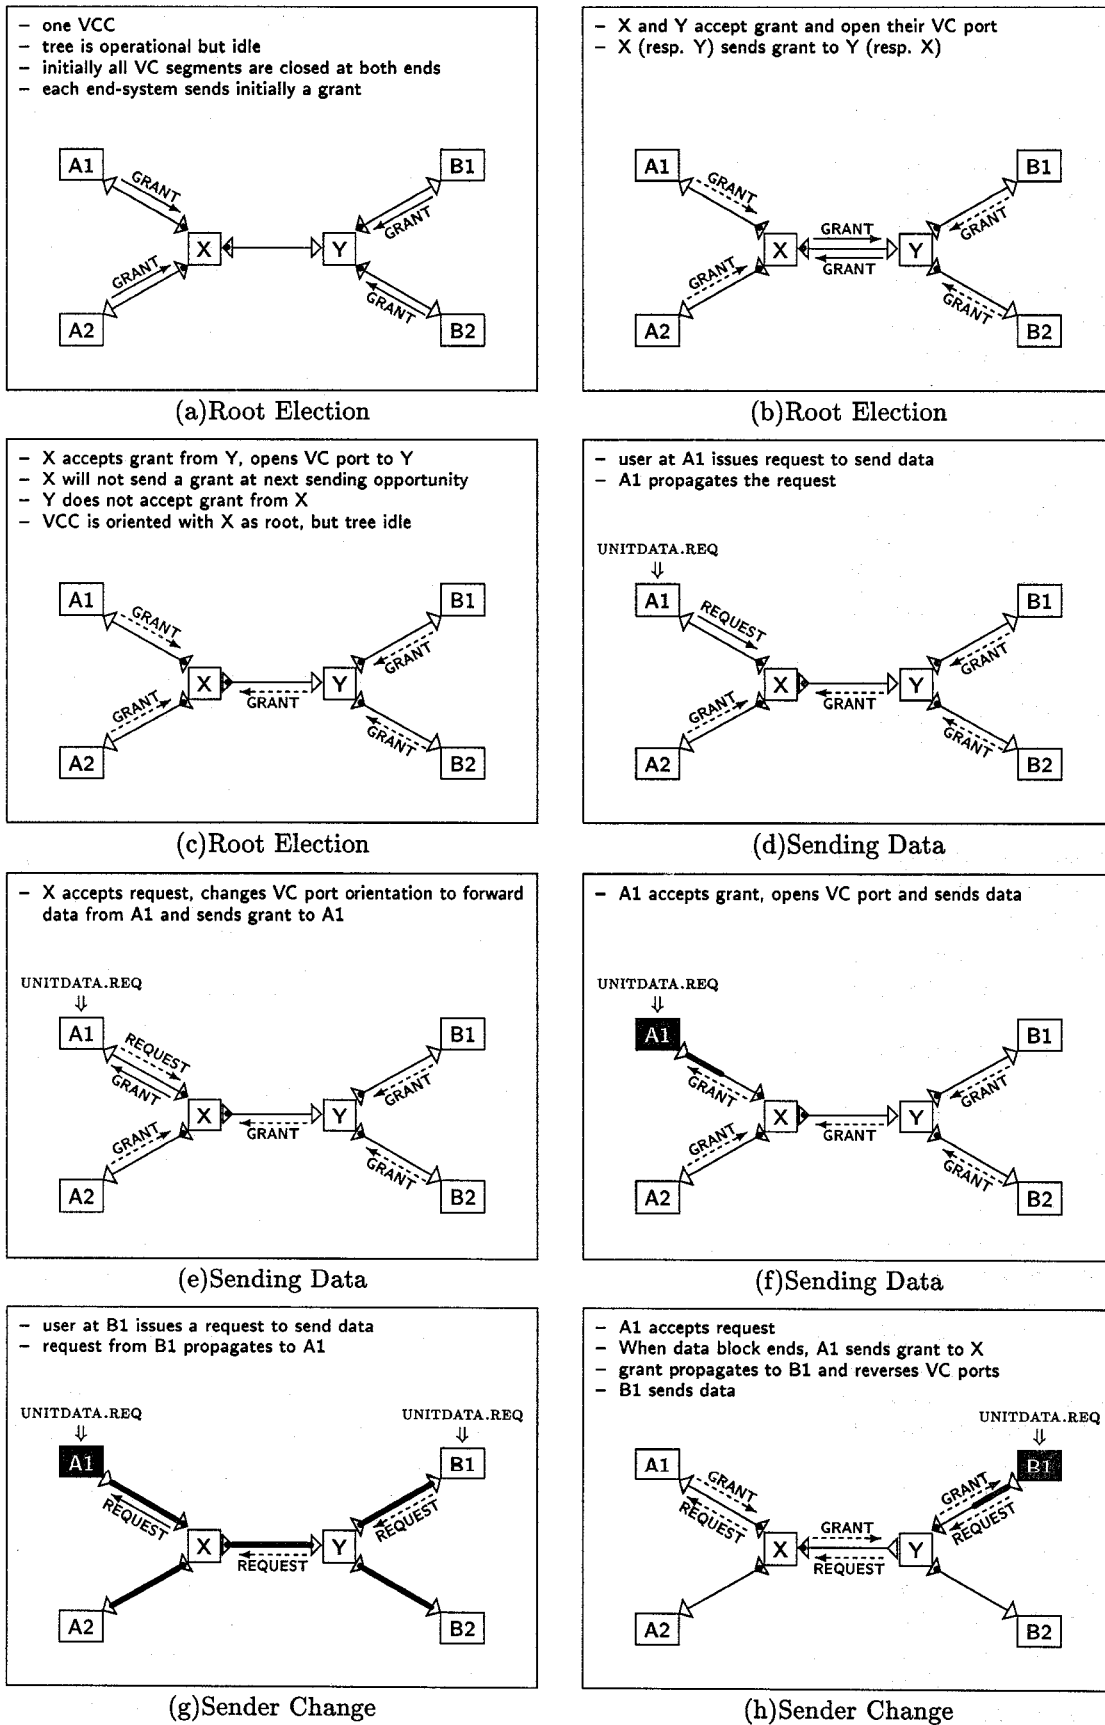 – one VCC
– tree is operational but idle
– initially all VC segments are closed at both ends
– each end-system sends initially a grant
A1
B1
GRANT
GRANT
X
Y
GRANT
GRANT
A2
B2
(a)Root Election
– X and Y accept grant and open their VC port
– X (resp. Y) sends grant to Y (resp. X)
A1
B1
GRANT
GRANT
GRANT
X
Y
GRANT
GRANT
GRANT
A2
B2
(b)Root Election
– X accepts grant from Y, opens VC port to Y
– X will not send a grant at next sending opportunity
– Y does not accept grant from X
– VCC is oriented with X as root, but tree idle
A1
B1
GRANT
GRANT
X
Y
GRANT
GRANT
GRANT
A2
B2
(c)Root Election
– user at A1 issues request to send data
– A1 propagates the request
UNITDATA.REQ
⇓
A1
B1
REQUEST
GRANT
X
Y
GRANT
GRANT
GRANT
A2
B2
(d)Sending Data
– X accepts request, changes VC port orientation to forward
data from A1 and sends grant to A1
UNITDATA.REQ
⇓
A1
B1
REQUEST
GRANT
GRANT
X
Y
GRANT
GRANT
GRANT
A2
B2
(e)Sending Data
– A1 accepts grant, opens VC port and sends data
UNITDATA.REQ
⇓
A1
B1
GRANT
GRANT
X
Y
GRANT
GRANT
GRANT
A2
B2
(f)Sending Data
– user at B1 issues a request to send data
– request from B1 propagates to A1
UNITDATA.REQ
UNITDATA.REQ
⇓
⇓
A1
B1
REQUEST
REQUEST
X
Y
REQUEST
A2
B2
(g)Sender Change
– A1 accepts request
– When data block ends, A1 sends grant to X
– grant propagates to B1 and reverses VC ports
– B1 sends data
UNITDATA.REQ
⇓
A1
B1
GRANT
GRANT
REQUEST
REQUEST
GRANT
X
Y
REQUEST
A2
B2
(h)Sender Change